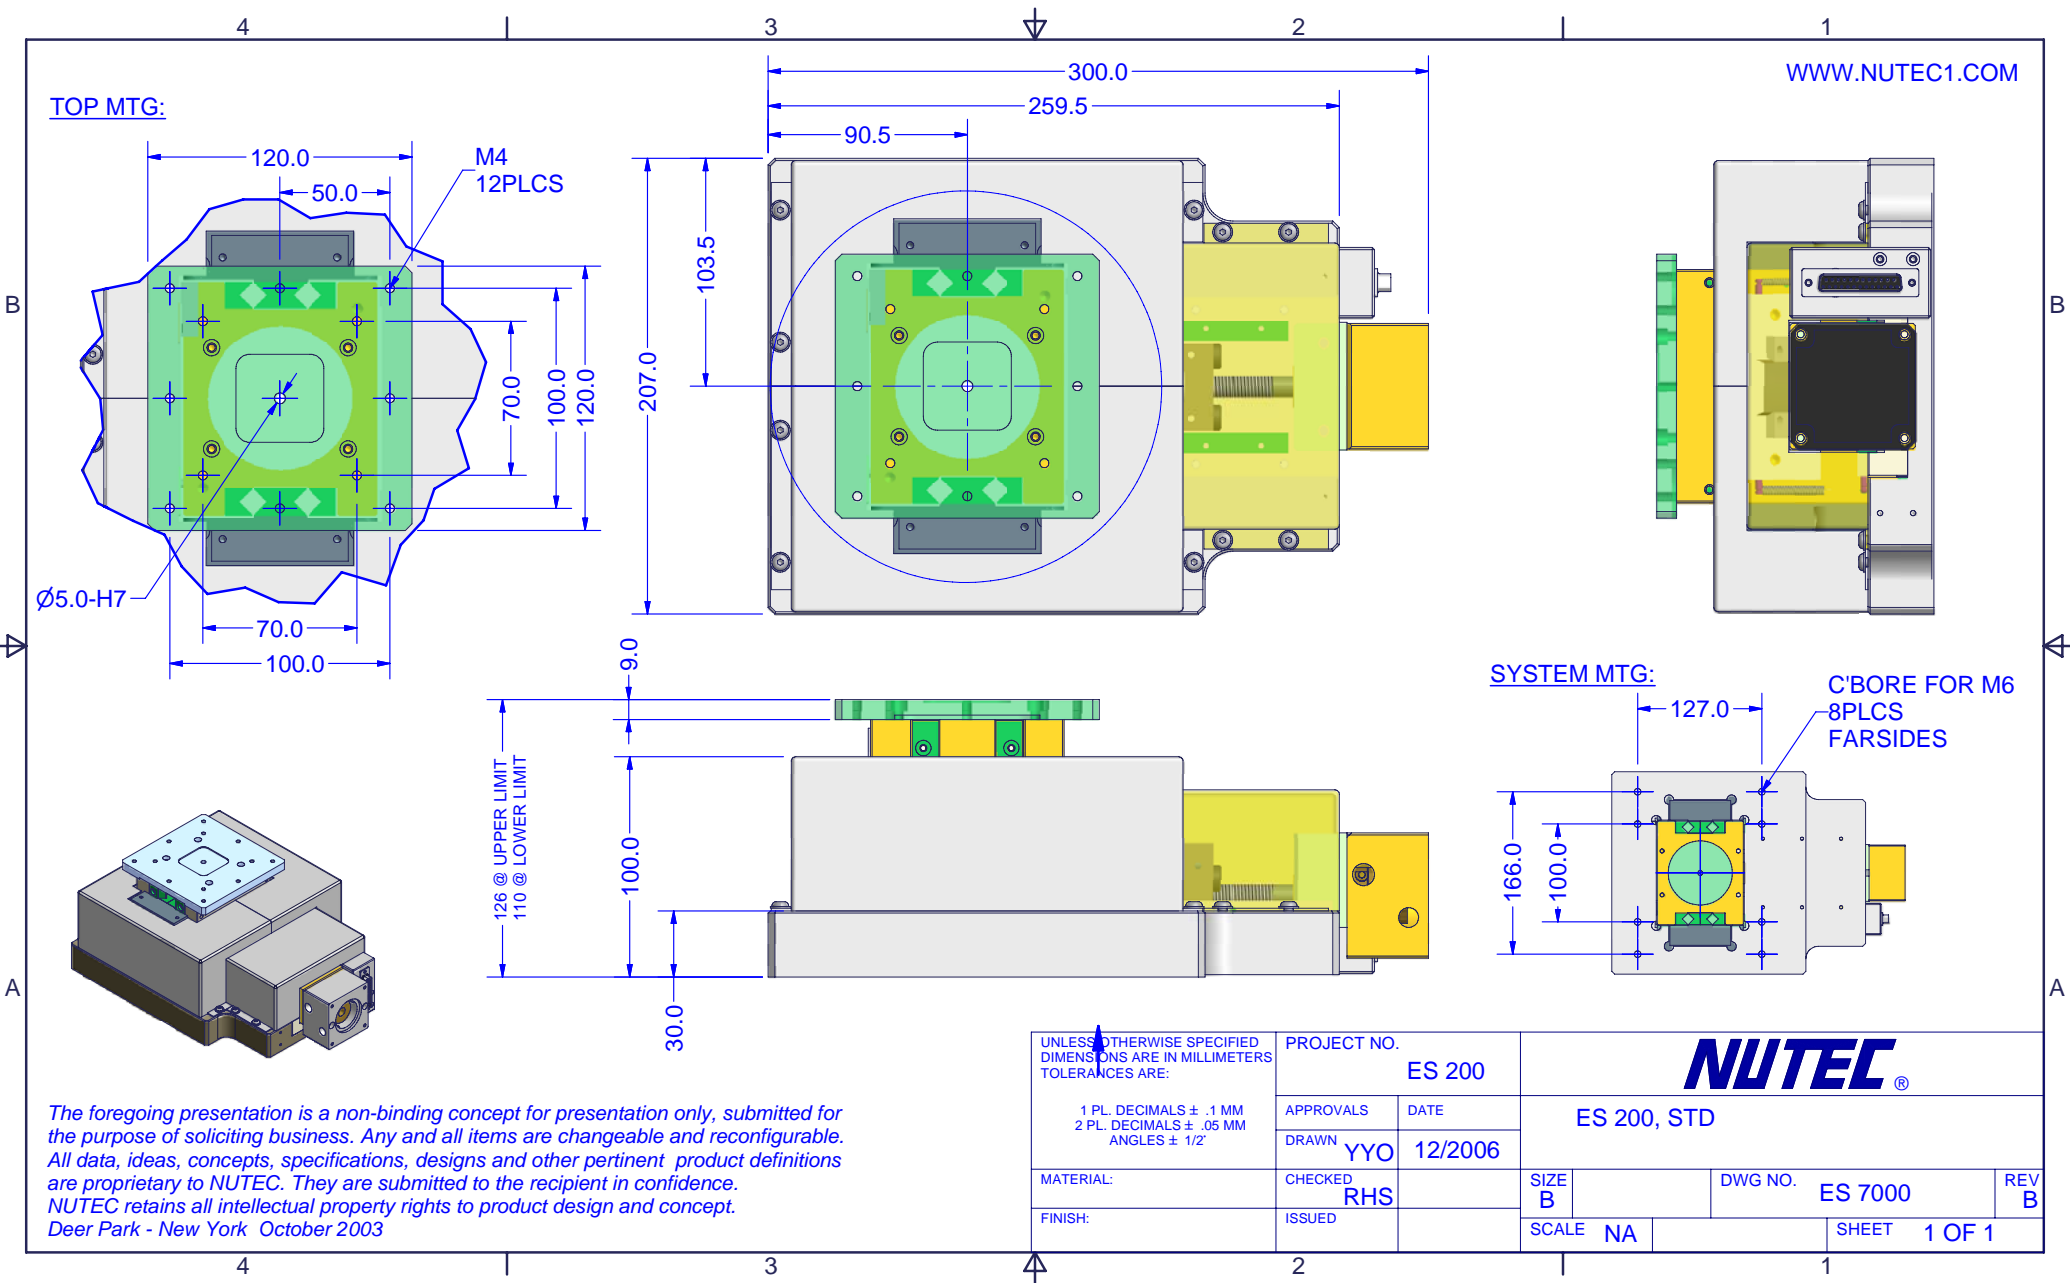 4
3
2
1
WWW.NUTEC1.COM
TOP MTG:
300.0
259.5
90.5
120.0
50.0
M4
12PLCS
103.5
207.0
70.0
100.0
120.0
B
B
Ø5.0-H7
70.0
100.0
9.0
126 @ UPPER LIMIT
110 @ LOWER LIMIT
100.0
30.0
SYSTEM MTG:
127.0
C'BORE FOR M6
8PLCS
FARSIDES
166.0
100.0
A
A
UNLESS OTHERWISE SPECIFIED
DIMENSIONS ARE IN MILLIMETERS
TOLERANCES ARE:
1 PL. DECIMALS ± .1 MM
2 PL. DECIMALS ± .05 MM
ANGLES ± 1/2°
MATERIAL:
FINISH:
PROJECT NO.
ES 200
APPROVALS DATE
DRAWN YYO 12/2006
CHECKED RHS
ISSUED
NUTEC ®
ES 200, STD
SIZE B
DWG NO. ES 7000
REV B
SCALE NA
SHEET 1 OF 1
The foregoing presentation is a non-binding concept for presentation only, submitted for
the purpose of soliciting business. Any and all items are changeable and reconfigurable.
All data, ideas, concepts, specifications, designs and other pertinent product definitions
are proprietary to NUTEC. They are submitted to the recipient in confidence.
NUTEC retains all intellectual property rights to product design and concept.
Deer Park - New York October 2003
4
3
2
1